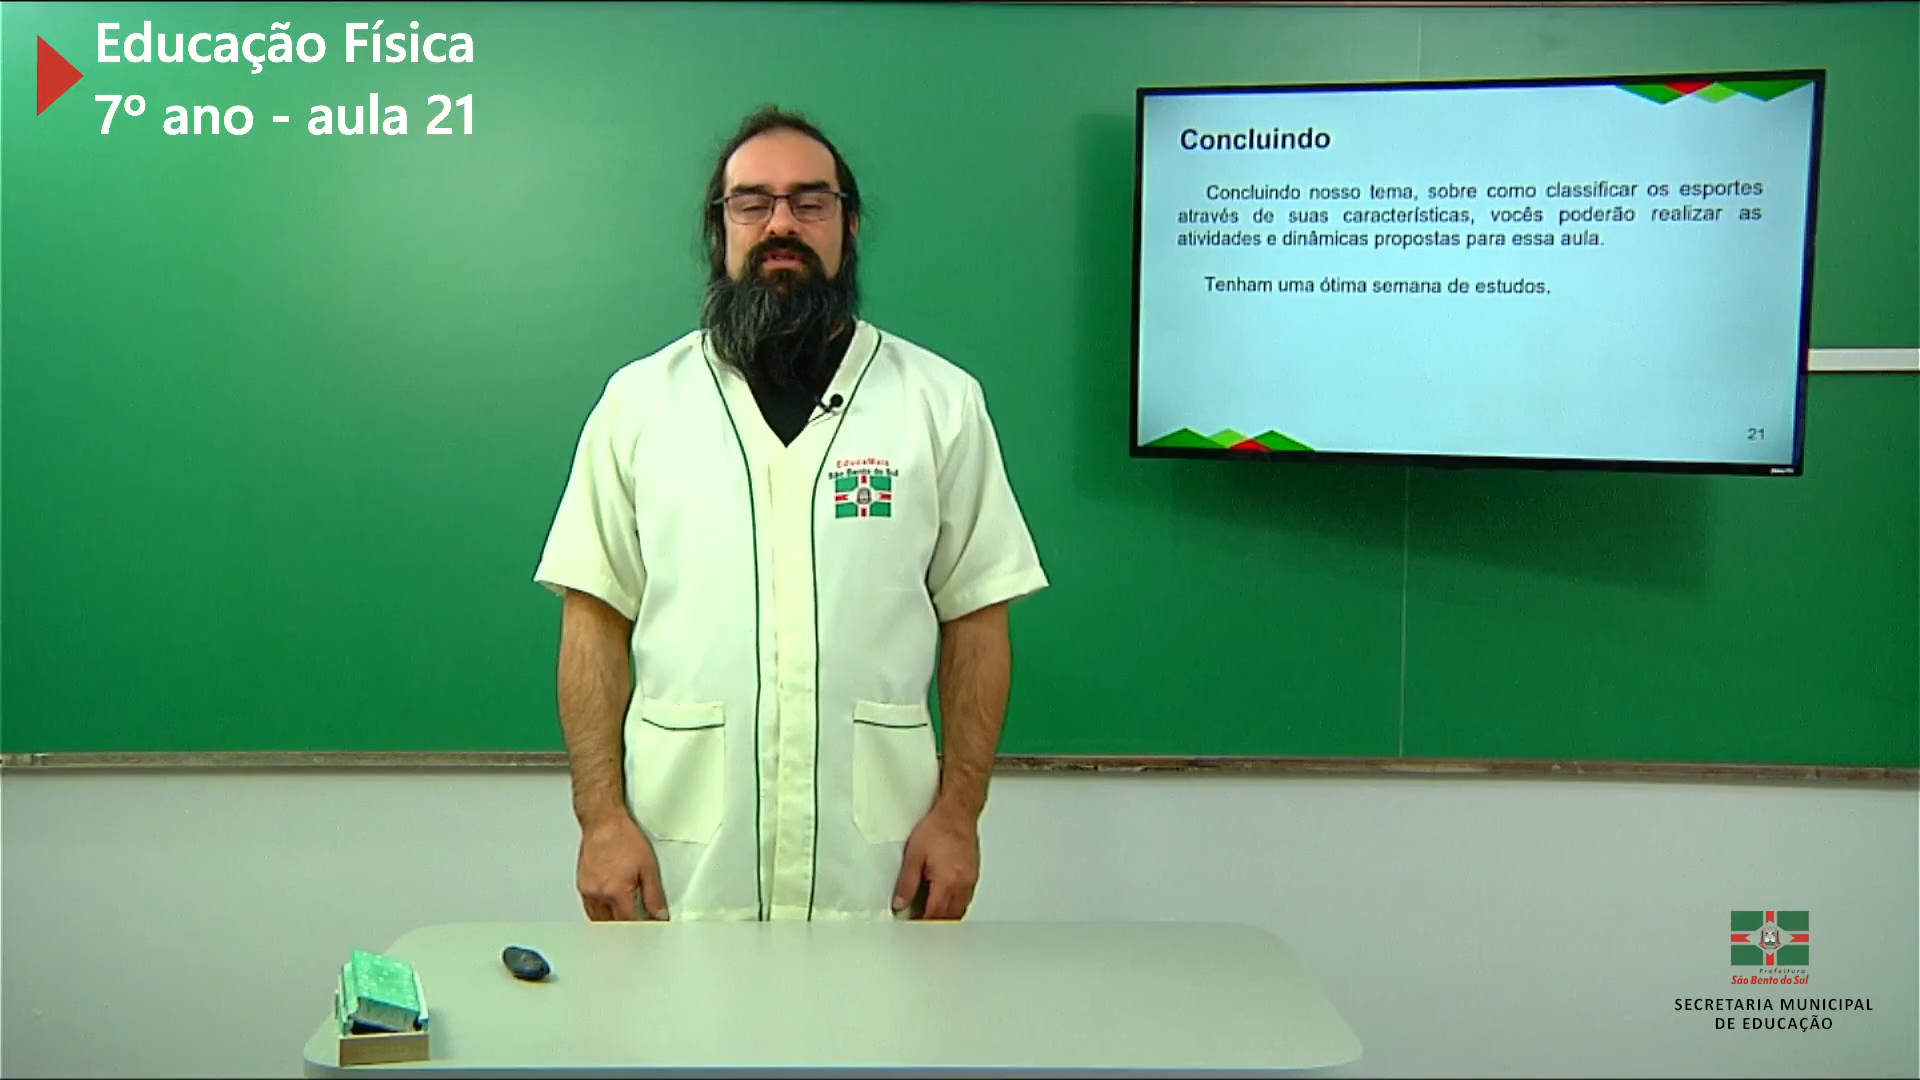 Educação Física
7º ano - aula 21
Concluindo
Concluindo nosso tema, sobre como classificar os esportes
através de suas características, vocês poderão realizar as
atividades e dinâmicas propostas para essa aula.
Tenham uma ótima semana de estudos.
21
EducaMais
São Bento do Sul
Prefeitura
São Bento do Sul
SECRETARIA MUNICIPAL
DE EDUCAÇÃO